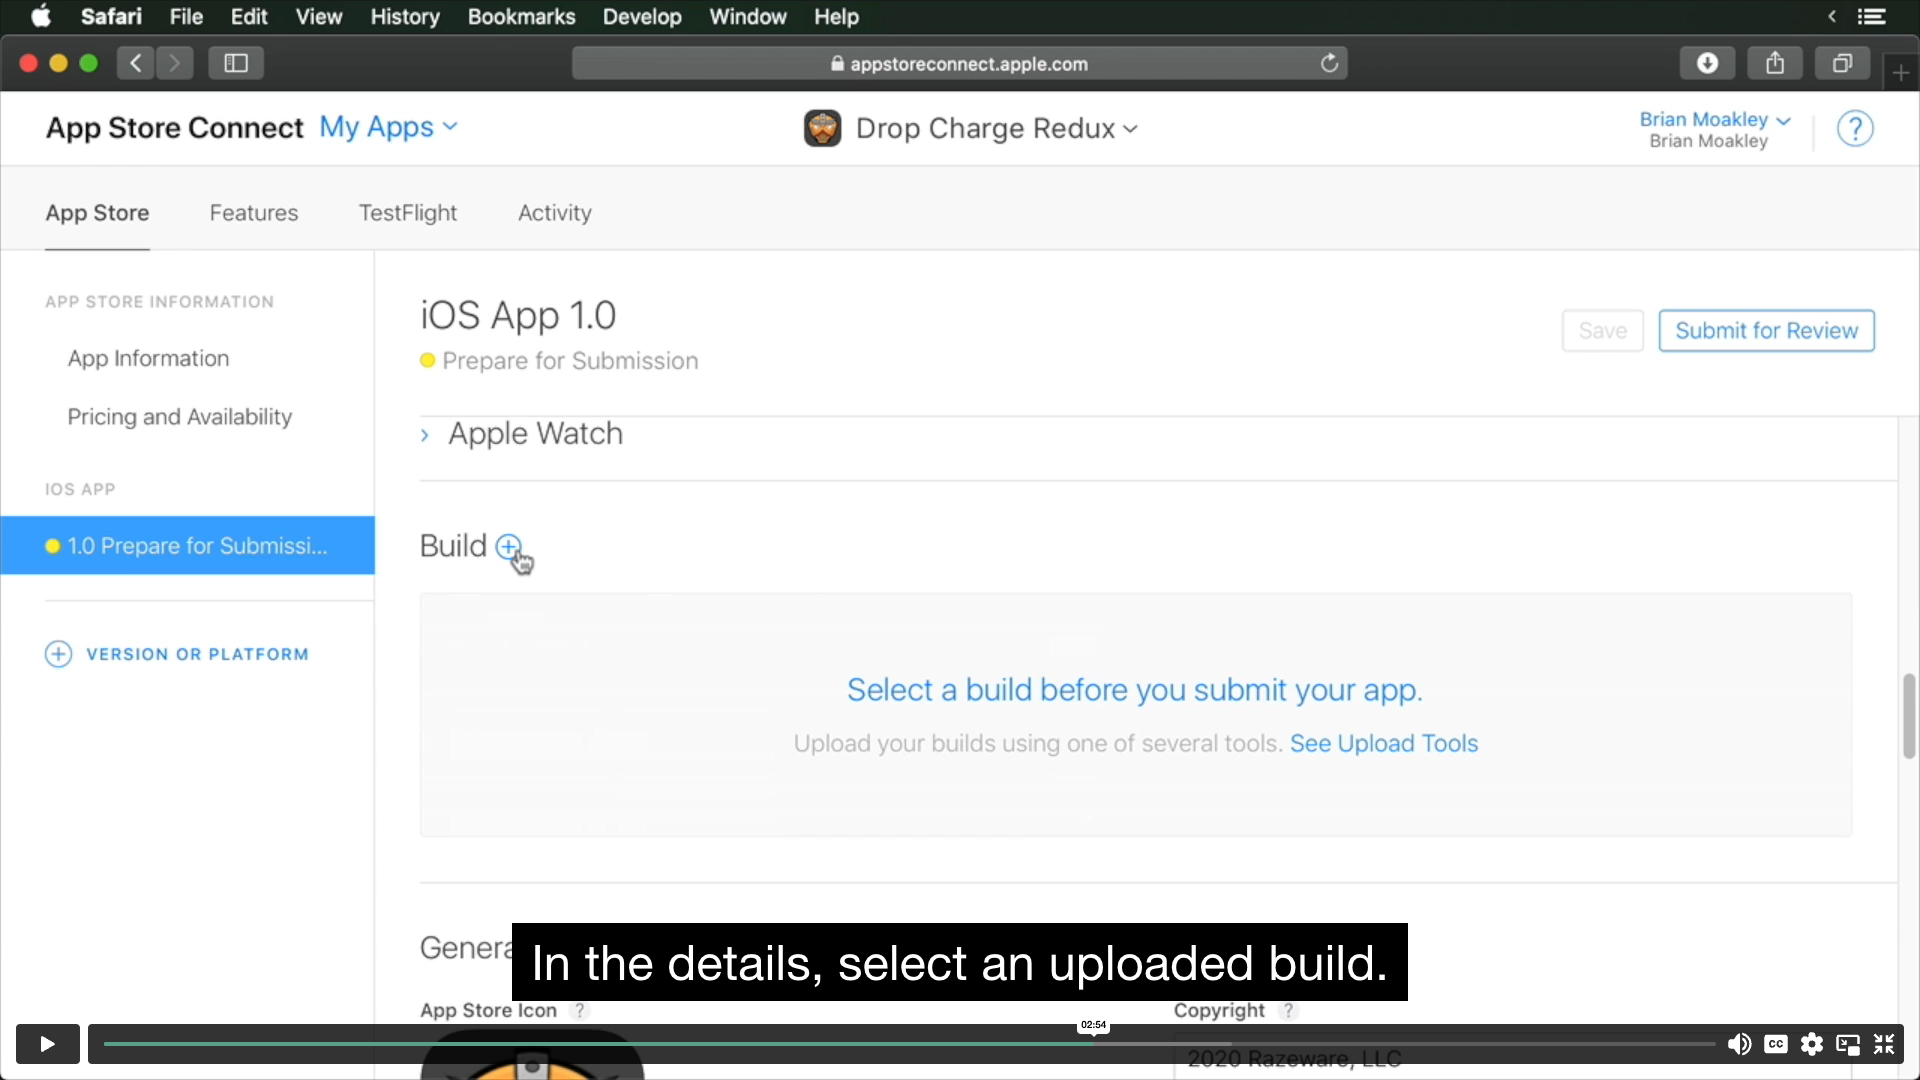 Safari File Edit View History Bookmarks Develop Window Help
appstoreconnect.apple.com
App Store Connect My Apps
Drop Charge Redux
Brian Moakley
Brian Moakley
?
App Store Features TestFlight Activity
APP STORE INFORMATION
App Information
Pricing and Availability
IOS APP
1.0 Prepare for Submissi...
VERSION OR PLATFORM
iOS App 1.0
Prepare for Submission
Save
Submit for Review
Apple Watch
Build
Select a build before you submit your app.
Upload your builds using one of several tools. See Upload Tools
In the details, select an uploaded build.
App Store Icon ?
Copyright ?
02:54
2020 Razeware, LLC
CC